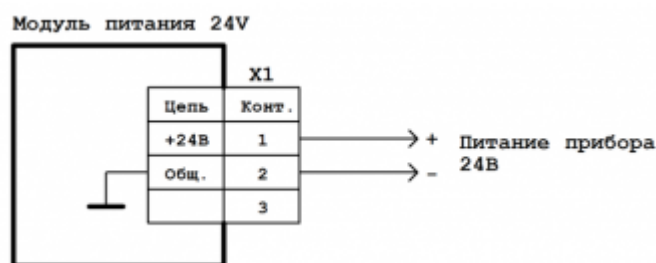 Модуль питания 24V
X1
Цепь Конт.
+24В 1 + Питание прибора
Общ. 2 - 24В
3